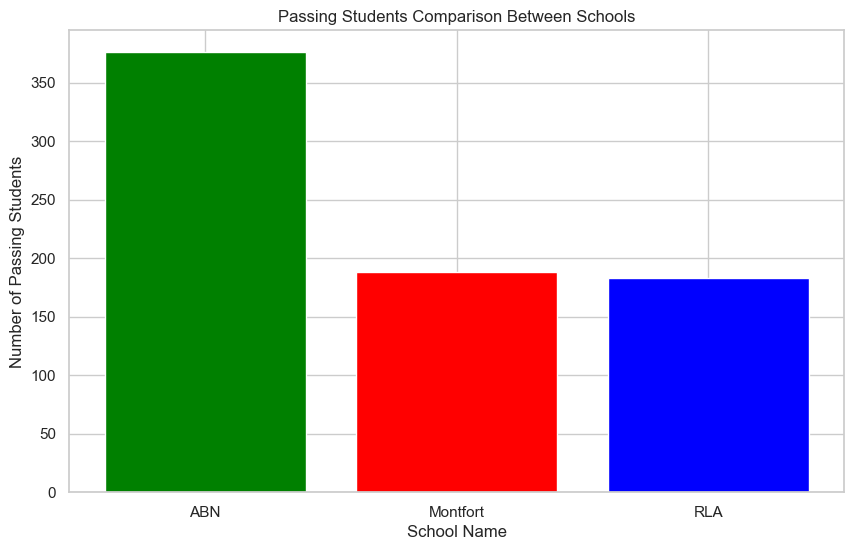 Passing Students Comparison Between Schools
Number of Passing Students
350
300
250
200
150
100
50
0
ABN Montfort RLA
School Name